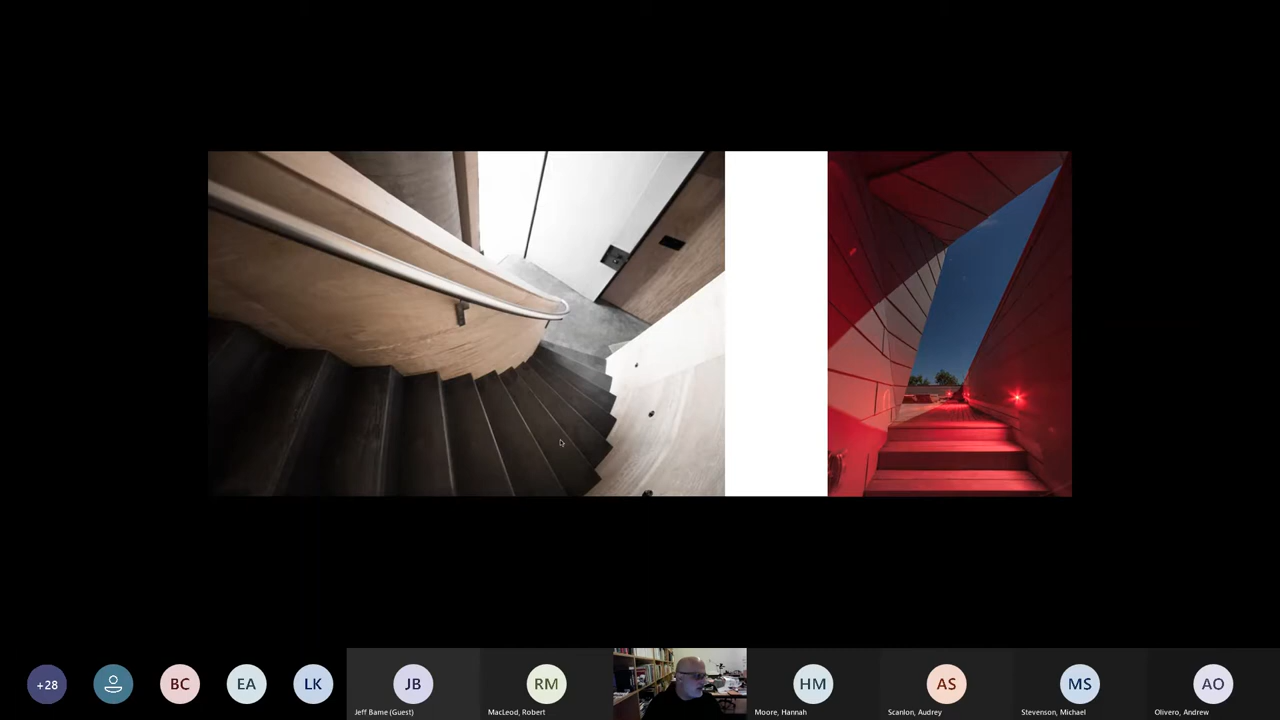 +28
BC
EA
LK
JB
RM
HM
AS
MS
AO
Jeff Bame (Guest)
MacLeod, Robert
Moore, Hannah
Scanlon, Audrey
Stevenson, Michael
Olivero, Andrew